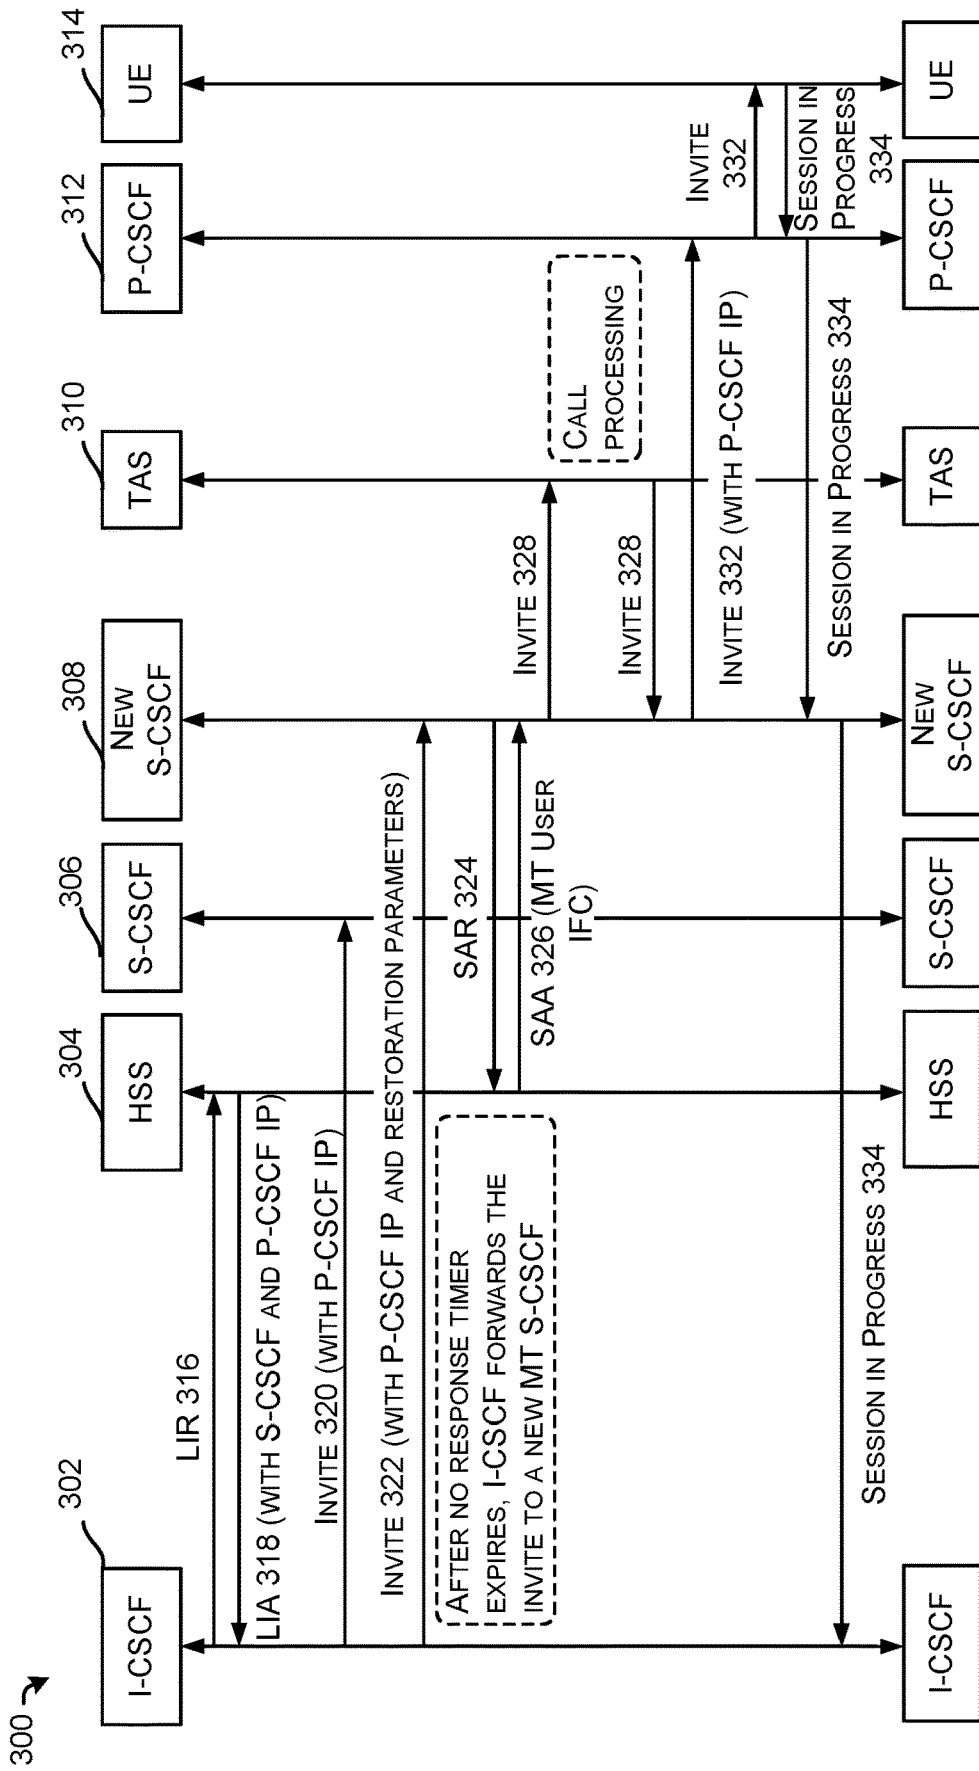 300
302
304
306
308
310
312
314
I-CSCF
HSS
S-CSCF
NEW
S-CSCF
TAS
P-CSCF
UE
LIR 316
LIA 318 (WITH S-CSCF AND P-CSCF IP)
INVITE 320 (WITH P-CSCF IP)
INVITE 322 (WITH P-CSCF IP AND RESTORATION PARAMETERS)
AFTER NO RESPONSE TIMER
EXPIRES, I-CSCF FORWARDS THE
INVITE TO A NEW MT S-CSCF
SAR 324
SAA 326 (MT USER
IFC)
INVITE 328
CALL
PROCESSING
INVITE 328
INVITE 332 (WITH P-CSCF IP)
INVITE
332
SESSION IN
PROGRESS
334
SESSION IN PROGRESS 334
SESSION IN PROGRESS 334
I-CSCF
HSS
S-CSCF
NEW
S-CSCF
TAS
P-CSCF
UE